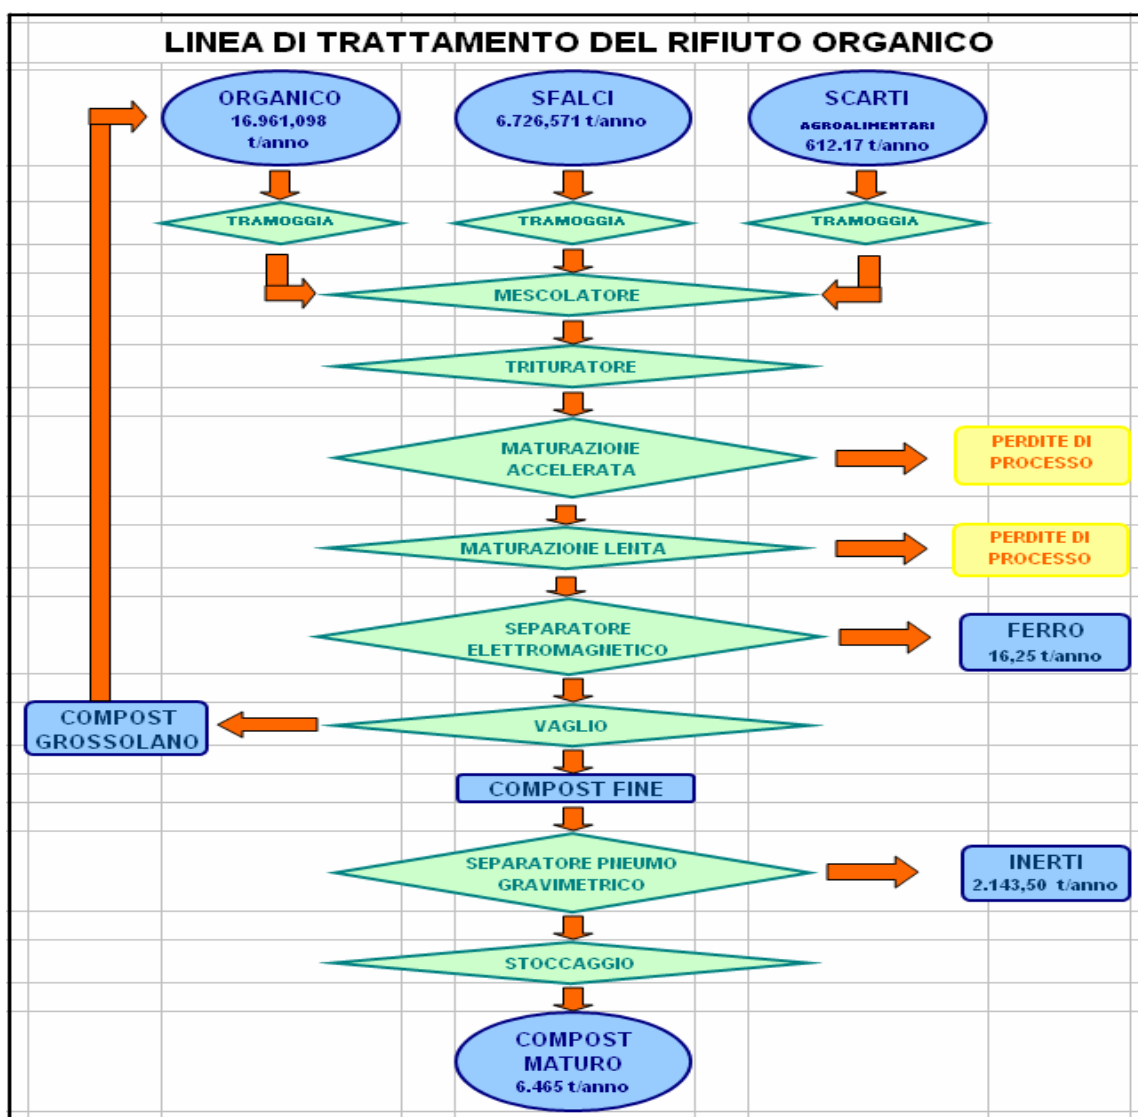 LINEA DI TRATTAMENTO DEL RIFIUTO ORGANICO
ORGANICO
16.961,098
t/anno
SFALCI
6.726,571 t/anno
SCARTI
AGROALIMENTARI
612.17 t/anno
TRAMOGGIA
TRAMOGGIA
TRAMOGGIA
MESCOLATORE
TRITURATORE
MATURAZIONE
ACCELERATA
PERDITE DI
PROCESSO
MATURAZIONE LENTA
PERDITE DI
PROCESSO
SEPARATORE
ELETTROMAGNETICO
FERRO
16,25 t/anno
COMPOST
GROSSOLANO
VAGLIO
COMPOST FINE
SEPARATORE PNEUMO
GRAVIMETRICO
INERTI
2.143,50 t/anno
STOCCAGGIO
COMPOST
MATURO
6.465 t/anno